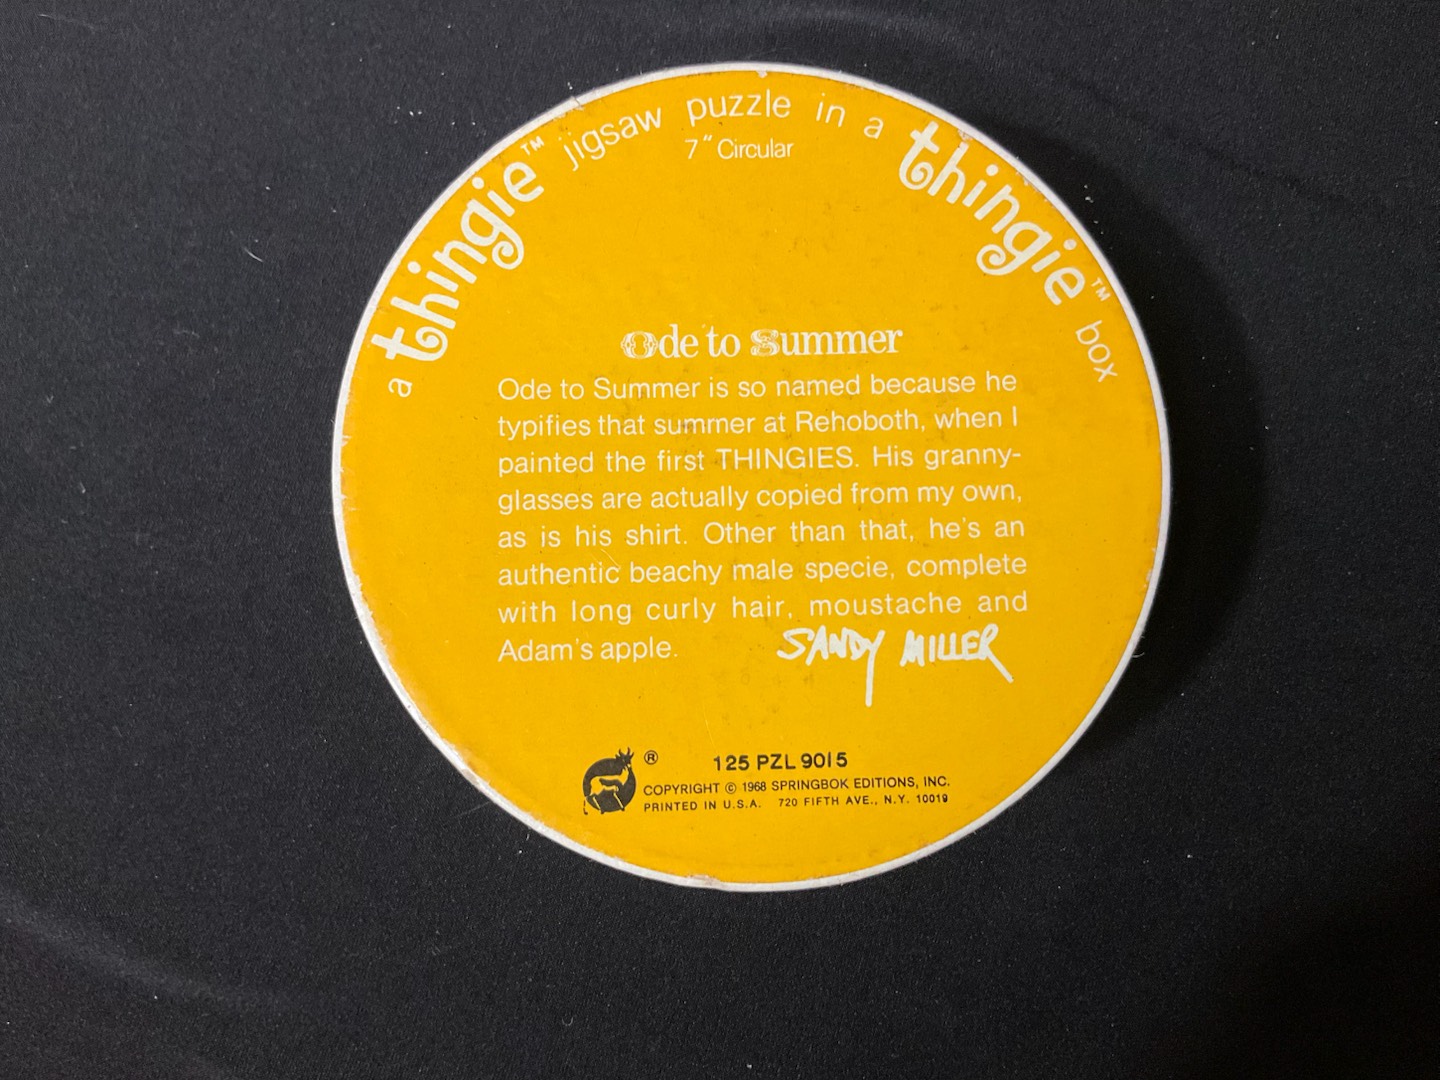 a thingie™ jigsaw puzzle in a thingie™ box
7" Circular
Ode to Summer
Ode to Summer is so named because he
typifies that summer at Rehoboth, when I
painted the first THINGIES. His granny-
glasses are actually copied from my own,
as is his shirt. Other than that, he's an
authentic beachy male specie, complete
with long curly hair, moustache and
Adam's apple.
SANDY MILLER
® 125 PZL 9015
COPYRIGHT © 1968 SPRINGBOK EDITIONS, INC.
PRINTED IN U.S.A. 720 FIFTH AVE., N.Y. 10019